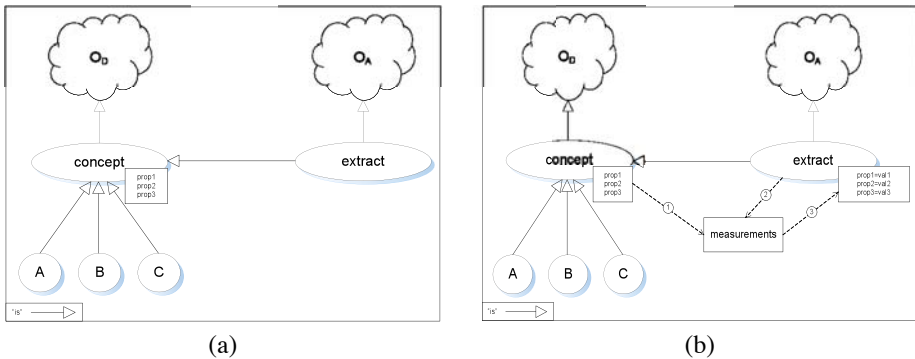 O_D
O_A
concept
extract
prop1
prop2
prop3
A
B
C
'is'
(a)
O_D
O_A
concept
extract
prop1
prop2
prop3
prop1=val1
prop2=val2
prop3=val3
1
2
3
measurements
A
B
C
'is'
(b)